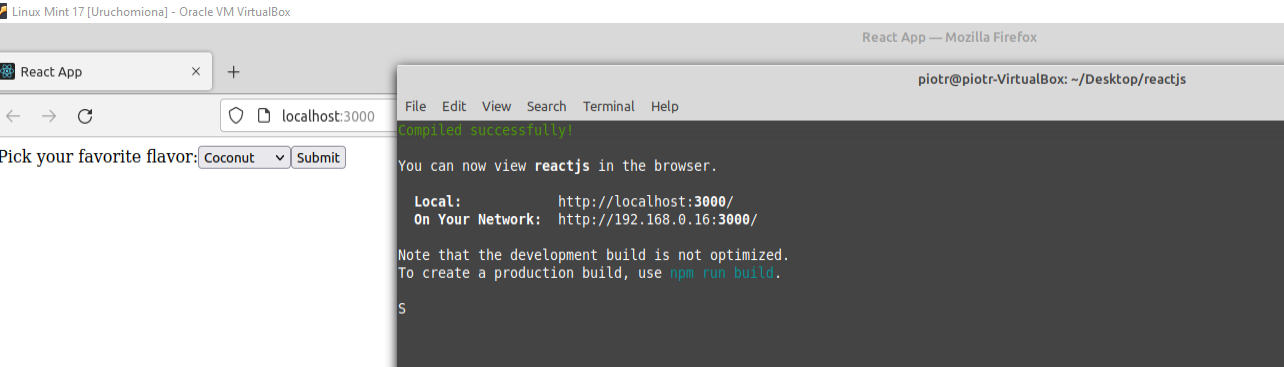 Linux Mint 17 [Uruchomiona] - Oracle VM VirtualBox
React App — Mozilla Firefox
React App
piotr@piotr-VirtualBox: ~/Desktop/reactjs
File Edit View Search Terminal Help
localhost:3000
Pick your favorite flavor: Coconut Submit
Compiled successfully!
You can now view reactjs in the browser.
Local: http://localhost:3000/
On Your Network: http://192.168.0.16:3000/
Note that the development build is not optimized.
To create a production build, use npm run build.
S